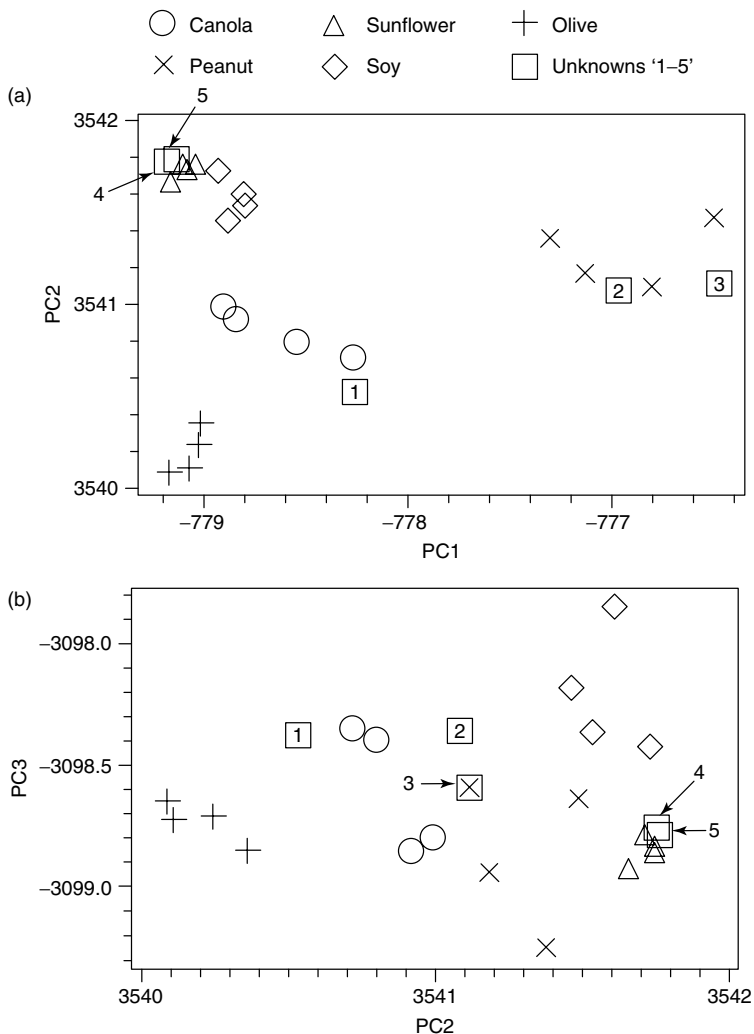 Canola Sunflower Olive
Peanut Soy Unknowns ‘1–5’
(a)
5
3542
4
2 3
3541
PC2
1
3540
−779 −778 −777
PC1
(b)
−3098.0
1 2
−3098.5
3
4
PC3
5
−3099.0
3540 3541 3542
PC2